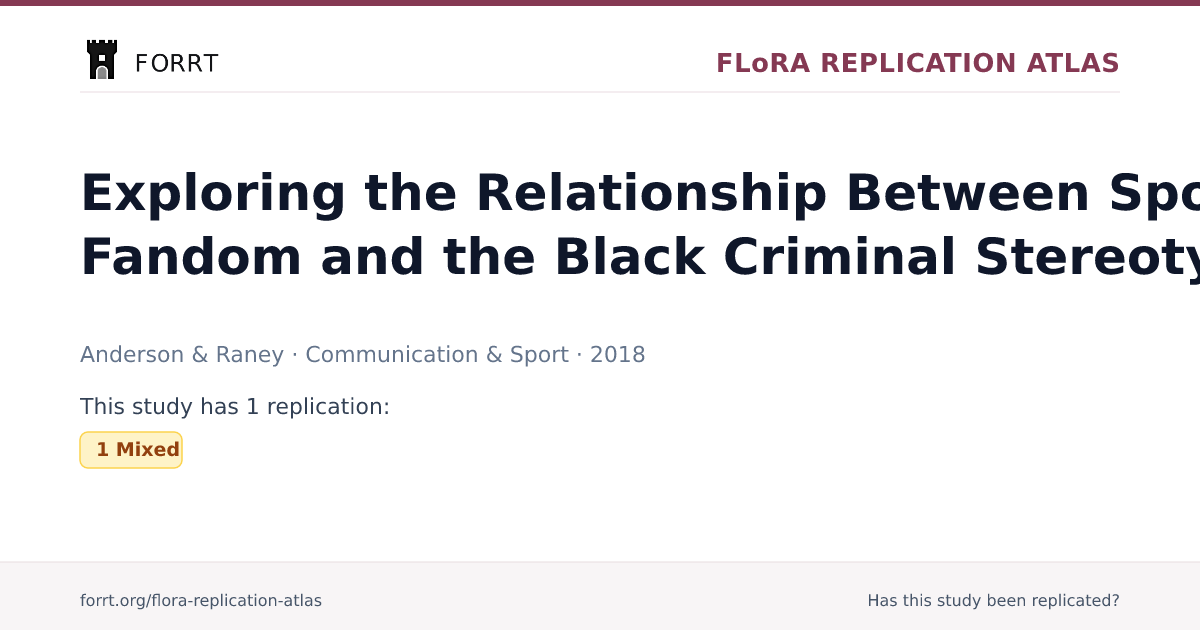 FORRT
FLoRA REPLICATION ATLAS
Exploring the Relationship Between Spo
Fandom and the Black Criminal Stereoty
Anderson & Raney · Communication & Sport · 2018
This study has 1 replication:
1 Mixed
forrt.org/flora-replication-atlas
Has this study been replicated?